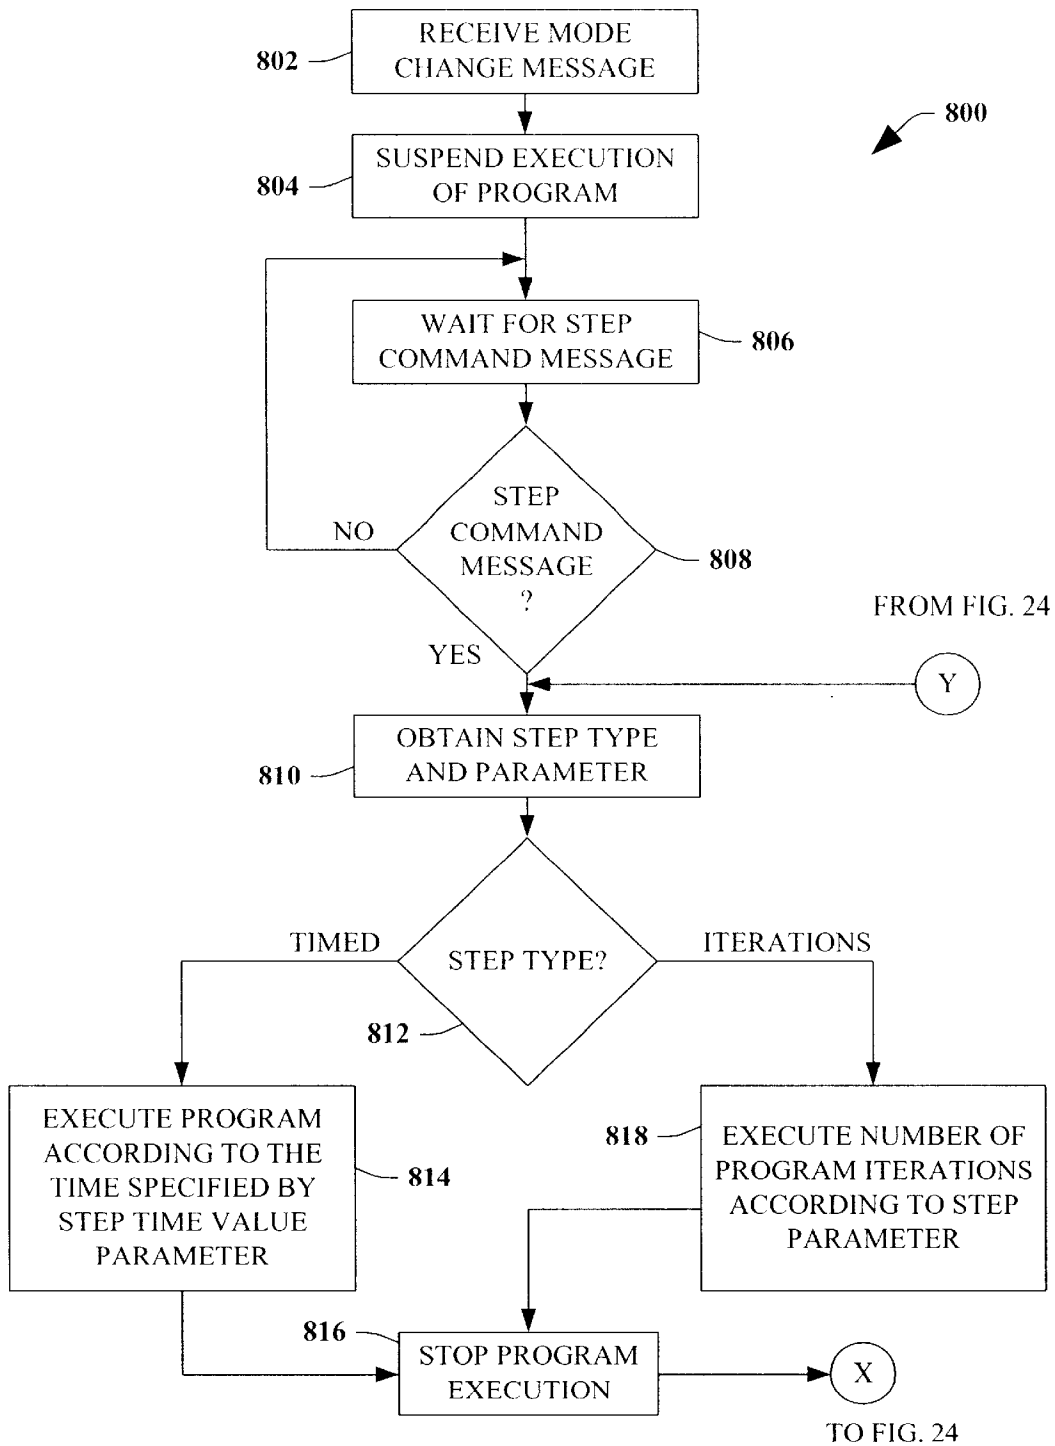 RECEIVE MODE
CHANGE MESSAGE
802
800
SUSPEND EXECUTION
OF PROGRAM
804
WAIT FOR STEP
COMMAND MESSAGE
806
STEP
COMMAND
MESSAGE
?
NO
808
YES
FROM FIG. 24
Y
OBTAIN STEP TYPE
AND PARAMETER
810
TIMED
STEP TYPE?
ITERATIONS
812
EXECUTE PROGRAM
ACCORDING TO THE
TIME SPECIFIED BY
STEP TIME VALUE
PARAMETER
814
818
EXECUTE NUMBER OF
PROGRAM ITERATIONS
ACCORDING TO STEP
PARAMETER
816
STOP PROGRAM
EXECUTION
X
TO FIG. 24